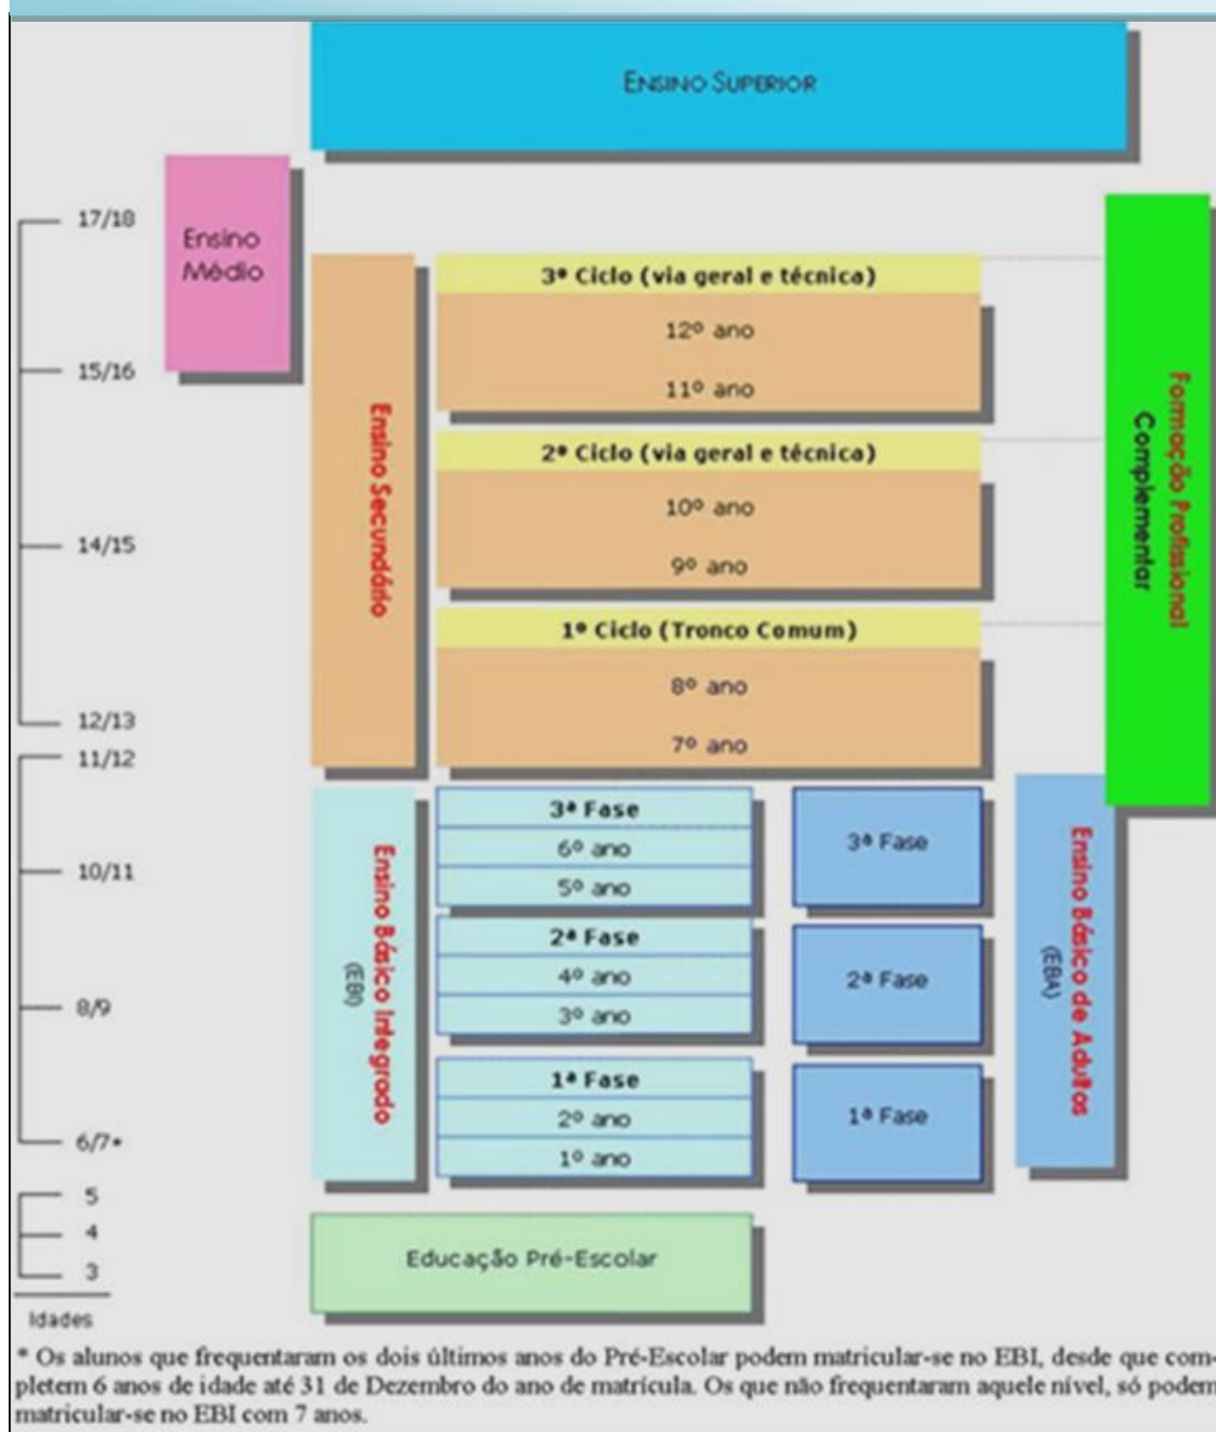 ENSINO SUPERIOR
17/18
Ensino
Médio
3º Ciclo (via geral e técnica)
12º ano
15/16
11º ano
Ensino Secundário
Formação Profissional
Complementar
2º Ciclo (via geral e técnica)
10º ano
14/15
9º ano
1º Ciclo (Tronco Comum)
8º ano
12/13
7º ano
11/12
3ª Fase
6º ano
5º ano
3ª Fase
10/11
Ensino Básico Integrado
(EBI)
Ensino Básico de Adultos
(EBA)
2ª Fase
4º ano
3º ano
2ª Fase
8/9
1ª Fase
2º ano
1º ano
1ª Fase
6/7*
5
4
3
Educação Pré-Escolar
Idades
* Os alunos que frequentaram os dois últimos anos do Pré-Escolar podem matricular-se no EBI, desde que com-
pletem 6 anos de idade até 31 de Dezembro do ano de matrícula. Os que não frequentaram aquele nível, só podem
matricular-se no EBI com 7 anos.